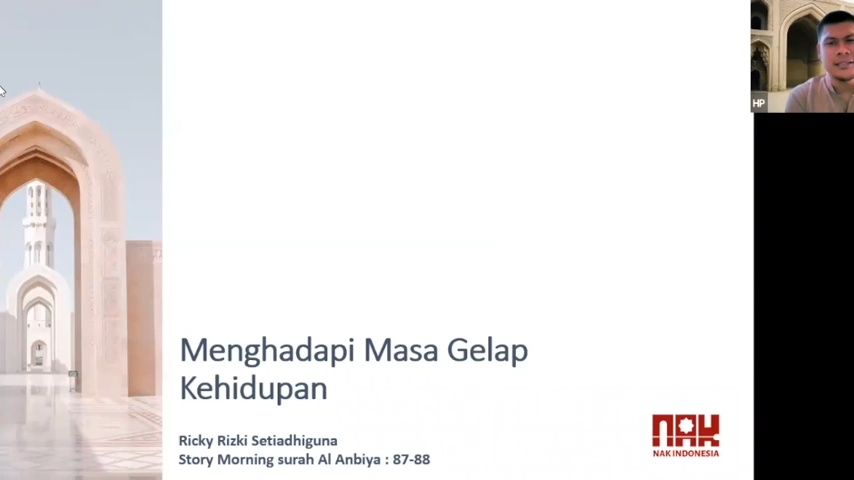 HP
Menghadapi Masa Gelap
Kehidupan
Ricky Rizki Setiadhiguna
Story Morning surah Al Anbiya : 87-88
NAK
NAK INDONESIA